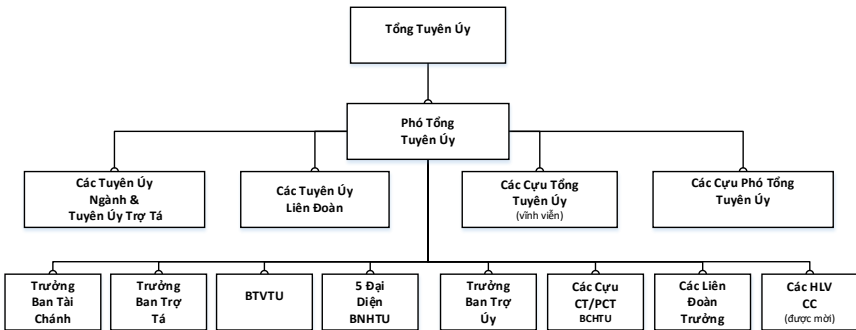 Tổng Tuyên Úy
Phó Tổng
Tuyên Úy
Các Tuyên Úy
Ngành &
Tuyên Úy Trợ Tá
Các Tuyên Úy
Liên Đoàn
Các Cựu Tổng
Tuyên Úy
(vĩnh viễn)
Các Cựu Phó Tổng
Tuyên Úy
Trưởng
Ban Tài
Chánh
Trưởng
Ban Trợ
Tá
BTVTU
5 Đại
Diện
BNHTU
Trưởng
Ban Trợ
Úy
Các Cựu
CT/PCT
BCHTU
Các Liên
Đoàn
Trưởng
Các HLV
CC
(được mời)